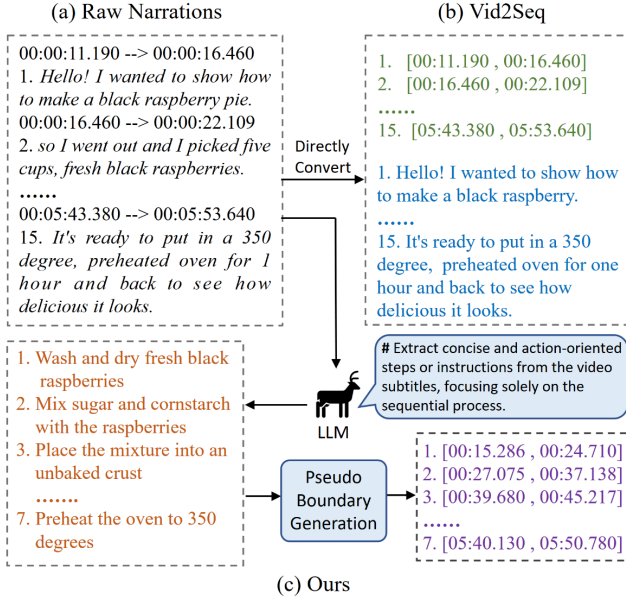 (a) Raw Narrations
00:00:11.190 --> 00:00:16.460
1. Hello! I wanted to show how
to make a black raspberry pie.
00:00:16.460 --> 00:00:22.109
2. so I went out and I picked five
cups, fresh black raspberries.
......
00:05:43.380 --> 00:05:53.640
15. It's ready to put in a 350
degree, preheated oven for 1
hour and back to see how
delicious it looks.
Directly
Convert
(b) Vid2Seq
1. [00:11.190 , 00:16.460]
2. [00:16.460 , 00:22.109]
......
15. [05:43.380 , 05:53.640]
1. Hello! I wanted to show how
to make a black raspberry.
......
15. It's ready to put in a 350
degree, preheated oven for one
hour and back to see how
delicious it looks.
# Extract concise and action-oriented
steps or instructions from the video
subtitles, focusing solely on the
sequential process.
LLM
1. Wash and dry fresh black
raspberries
2. Mix sugar and cornstarch
with the raspberries
3. Place the mixture into an
unbaked crust
.......
7. Preheat the oven to 350
degrees
Pseudo
Boundary
Generation
1. [00:15.286 , 00:24.710]
2. [00:27.075 , 00:37.138]
3. [00:39.680 , 00:45.217]
......
7. [05:40.130 , 05:50.780]
(c) Ours